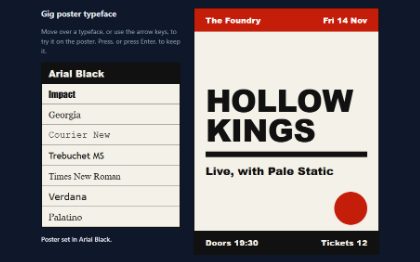 Gig poster typeface
Move over a typeface, or use the arrow keys, to
try it on the poster. Press, or press Enter, to keep
it.
Arial Black
Impact
Georgia
Courier New
Trebuchet MS
Times New Roman
Verdana
Palatino
Poster set in Arial Black.
The Foundry
Fri 14 Nov
HOLLOW
KINGS
Live, with Pale Static
Doors 19:30
Tickets 12